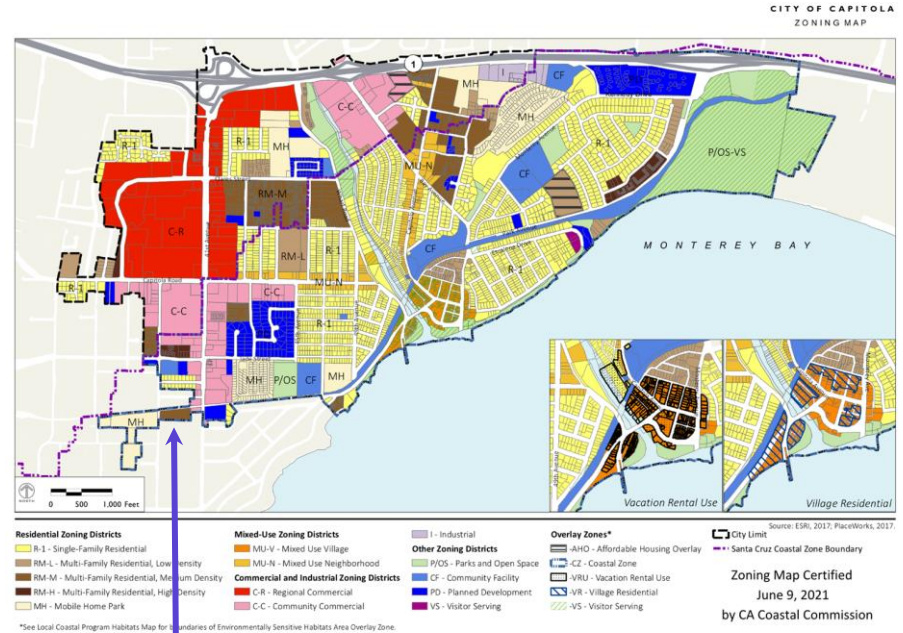 CITY OF CAPITOLA
ZONING MAP
1
I
CF
MH
C-C
MH
R-1
R-1
MH
MU-N
R-1
P/OS-VS
CF
RM-M
C-R
41st Avenue
MONTEREY BAY
RM-L
R-1
CF
R-1
R-1
Capitola Road
MU-N
C-C
C-C
R-1
MH
P/OS
CF
MH
MH
49th Avenue
NORTH
0 500 1,000 Feet
Vacation Rental Use
Village Residential
Source: ESRI, 2017; PlaceWorks, 2017.
Residential Zoning Districts
R-1 - Single-Family Residential
RM-L - Multi-Family Residential, Low Density
RM-M - Multi-Family Residential, Medium Density
RM-H - Multi-Family Residential, High Density
MH - Mobile Home Park
Mixed-Use Zoning Districts
MU-V - Mixed Use Village
MU-N - Mixed Use Neighborhood
Commercial and Industrial Zoning Districts
C-R - Regional Commercial
C-C - Community Commercial
I - Industrial
Other Zoning Districts
P/OS - Parks and Open Space
CF - Community Facility
PD - Planned Development
VS - Visitor Serving
Overlay Zones*
-AHO - Affordable Housing Overlay
-CZ - Coastal Zone
-VRU - Vacation Rental Use
-VR - Village Residential
-VS - Visitor Serving
City Limit
Santa Cruz Coastal Zone Boundary
Zoning Map Certified
June 9, 2021
by CA Coastal Commission
*See Local Coastal Program Habitats Map for boundaries of Environmentally Sensitive Habitats Area Overlay Zone.